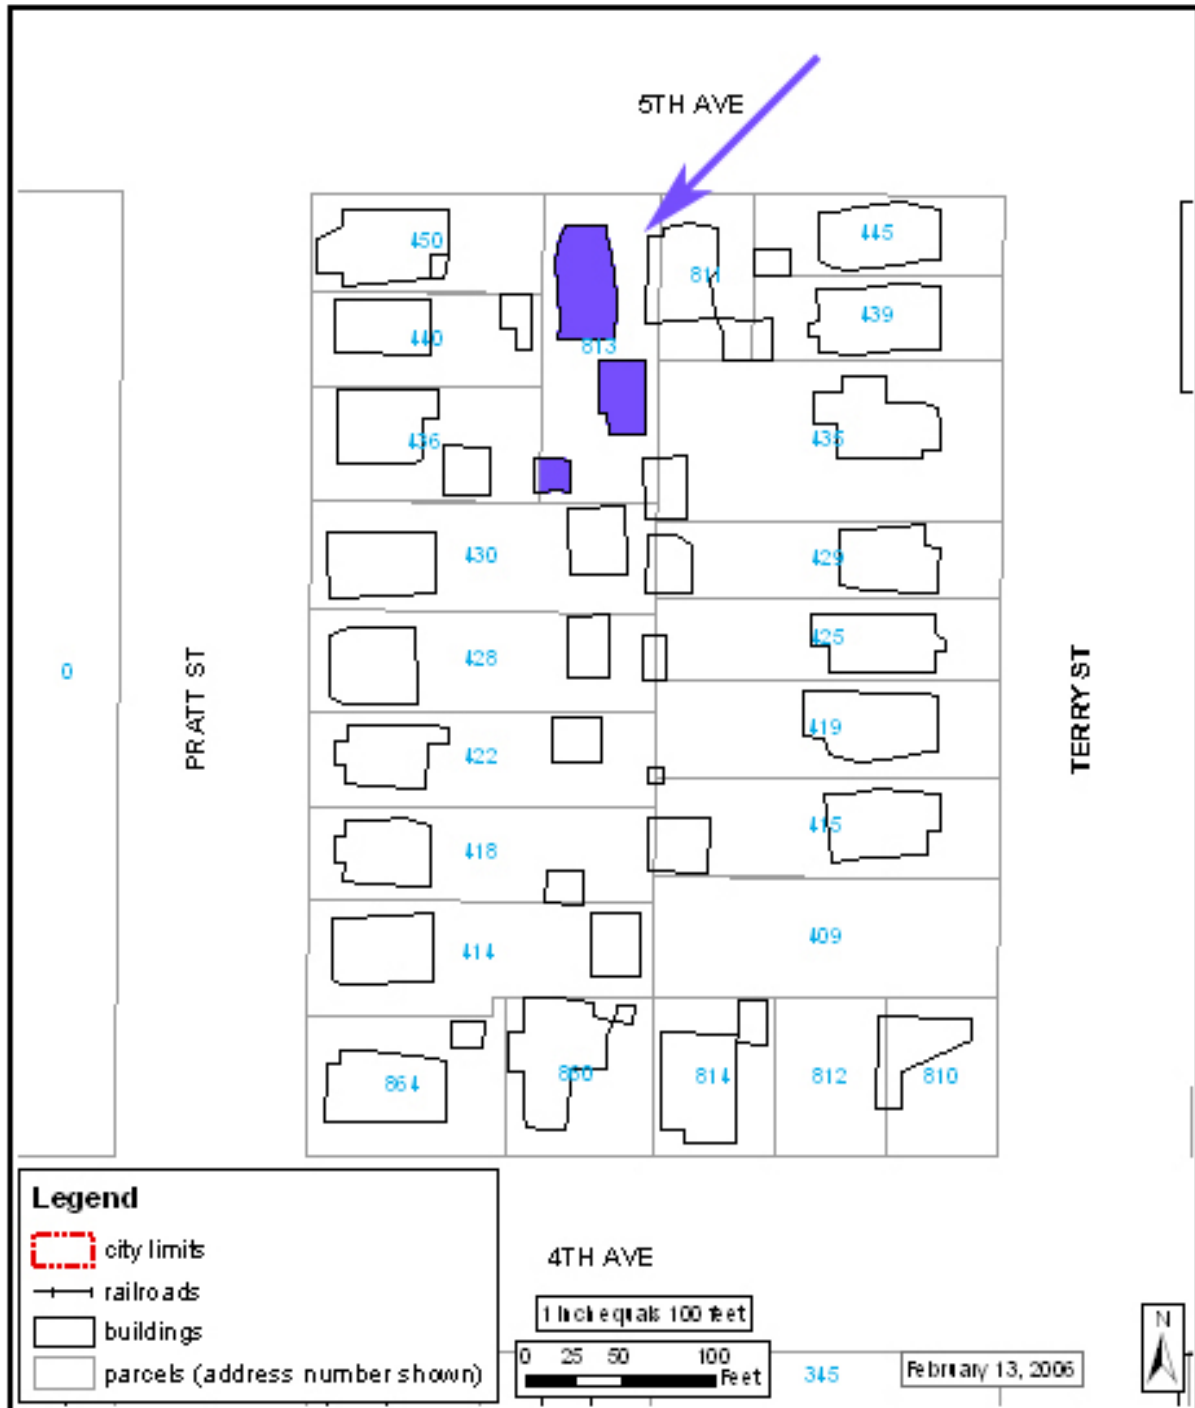 5TH AVE
450
445
811
440
439
813
436
435
430
429
428
425
0
PRATT ST
TERRY ST
422
419
418
415
414
409
864
860
814
812
810
Legend
city limits
railroads
buildings
parcels (address number shown)
4TH AVE
1 inch equals 100 feet
0 25 50 100
Feet
345
February 13, 2006
N